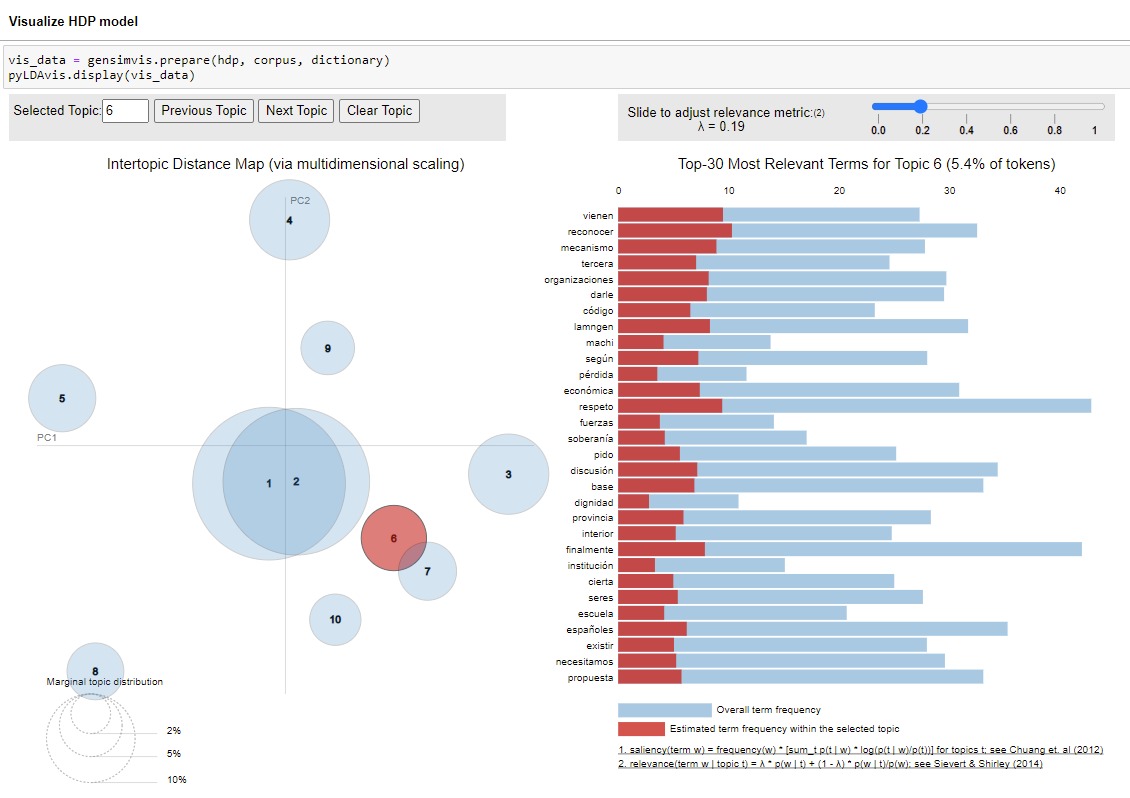 Visualize HDP model
vis_data = gensimvis.prepare(hdp, corpus, dictionary)
pyLDAvis.display(vis_data)
Selected Topic: 6 Previous Topic Next Topic Clear Topic
Slide to adjust relevance metric:(2)
λ = 0.19
0.0 0.2 0.4 0.6 0.8 1
Intertopic Distance Map (via multidimensional scaling)
PC2
4
9
5
PC1
1 2
3
6
7
10
8
Marginal topic distribution
2%
5%
10%
Top-30 Most Relevant Terms for Topic 6 (5.4% of tokens)
0 10 20 30 40
vienen
reconocer
mecanismo
tercera
organizaciones
darle
código
lamngen
machi
según
pérdida
económica
respeto
fuerzas
soberanía
pido
discusión
base
dignidad
provincia
interior
finalmente
institución
cierta
seres
escuela
españoles
existir
necesitamos
propuesta
Overall term frequency
Estimated term frequency within the selected topic
1. saliency(term w) = frequency(w) * [sum_t p(t | w) * log(p(t | w)/p(t))] for topics t; see Chuang et. al (2012)
2. relevance(term w | topic t) = λ * p(w | t) + (1 - λ) * p(w | t)/p(w); see Sievert & Shirley (2014)